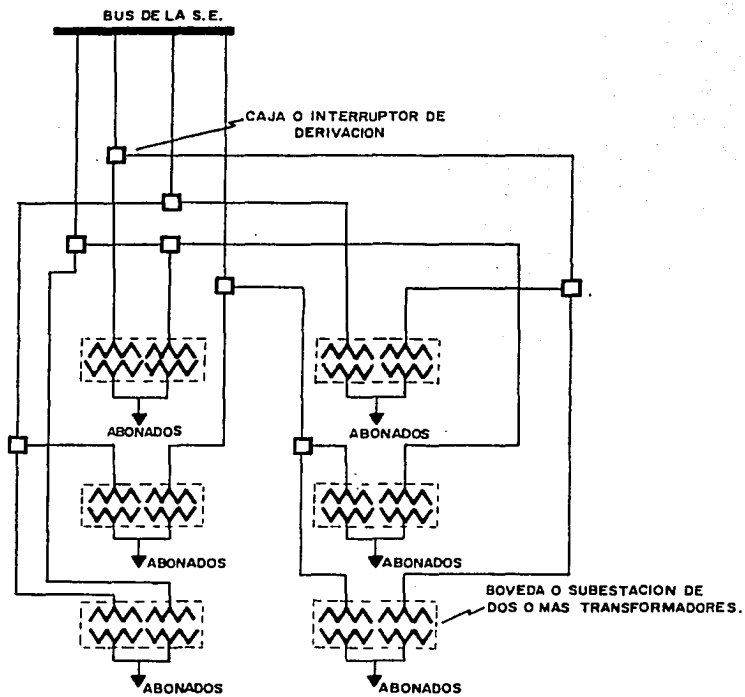 BUS DE LA S.E.
CAJA O INTERRUPTOR DE
DERIVACION
ABONADOS
ABONADOS
ABONADOS
ABONADOS
BOVEDA O SUBESTACION DE
DOS O MAS TRANSFORMADORES.
ABONADOS
ABONADOS